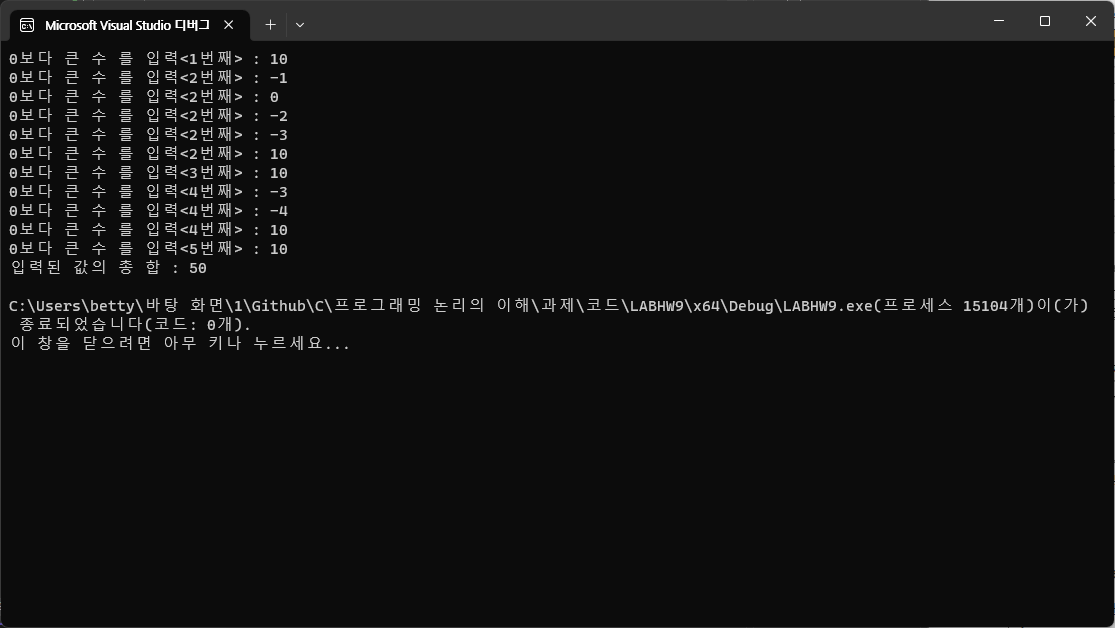 Microsoft Visual Studio 디버그
0보다 큰 수 를 입력<1번째> : 10
0보다 큰 수 를 입력<2번째> : -1
0보다 큰 수 를 입력<2번째> : 0
0보다 큰 수 를 입력<2번째> : -2
0보다 큰 수 를 입력<2번째> : -3
0보다 큰 수 를 입력<2번째> : 10
0보다 큰 수 를 입력<3번째> : 10
0보다 큰 수 를 입력<4번째> : -3
0보다 큰 수 를 입력<4번째> : -4
0보다 큰 수 를 입력<4번째> : 10
0보다 큰 수 를 입력<5번째> : 10
입력된 값의 총 합 : 50
C:\Users\betty\바탕 화면\1\Github\C\프로그래밍 논리의 이해\과제\코드\LABHW9\x64\Debug\LABHW9.exe(프로세스 15104개)이(가)
종료되었습니다(코드: 0개).
이 창을 닫으려면 아무 키나 누르세요...